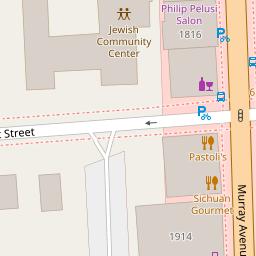 Philip Pelusi
Salon
1816
Jewish
Community
Center
Street
Pastoli's
Sichuan
Gourmet
1914
Murray Avenue